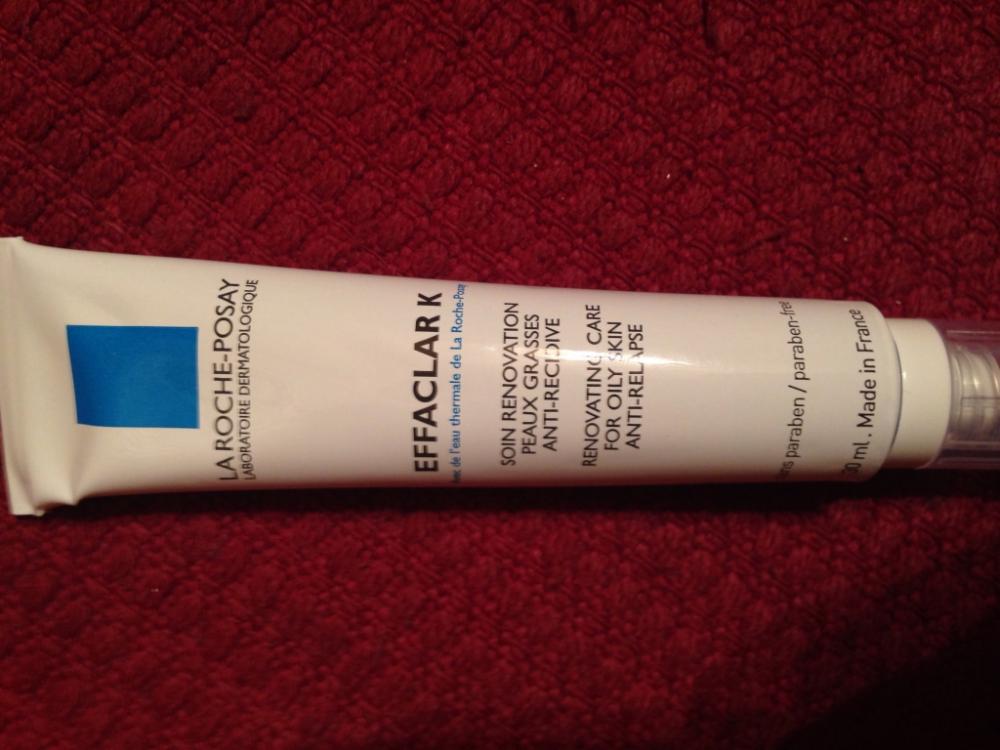 LA ROCHE-POSAY
LABORATOIRE DERMATOLOGIQUE
EFFACLAR K
de l'eau thermale de La Roche-Posay
SOIN RENOVATION
PEAUX GRASSES
ANTI-RECIDIVE
RENOVATING CARE
FOR OILY SKIN
ANTI-RELAPSE
paraben / paraben-free
ml. Made in France